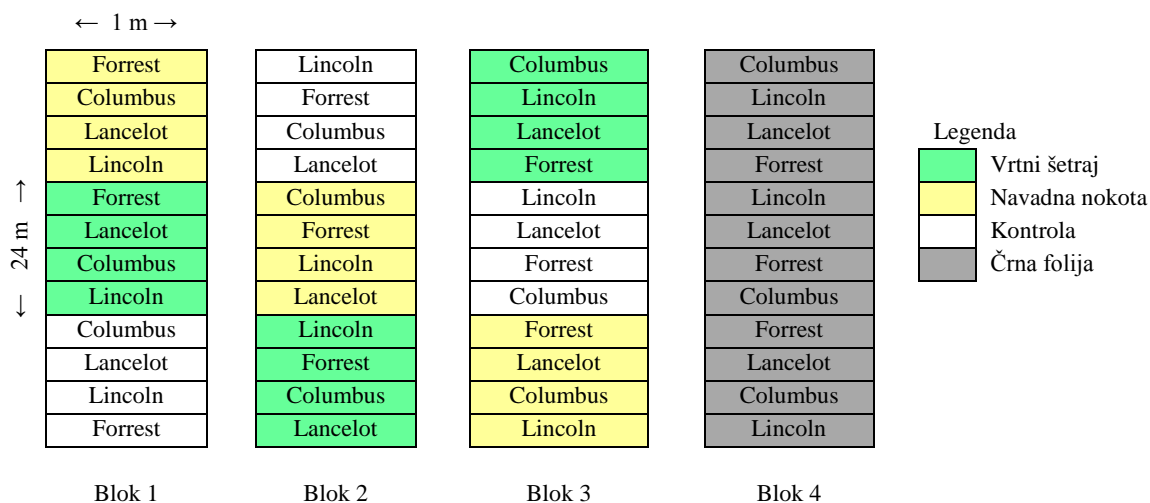 ← 1 m →
Forrest
Columbus
Lancelot
Lincoln
Forrest
Lancelot
Columbus
Lincoln
Columbus
Lancelot
Lincoln
Forrest
← 24 m →
Blok 1
Lincoln
Forrest
Columbus
Lancelot
Columbus
Forrest
Lincoln
Lancelot
Lincoln
Forrest
Columbus
Lancelot
Blok 2
Columbus
Lincoln
Lancelot
Forrest
Lincoln
Lancelot
Forrest
Columbus
Forrest
Lancelot
Columbus
Lincoln
Blok 3
Columbus
Lincoln
Lancelot
Forrest
Lincoln
Lancelot
Forrest
Columbus
Forrest
Lancelot
Columbus
Lincoln
Blok 4
Legenda
Vrtni šetraj
Navadna nokota
Kontrola
Črna folija